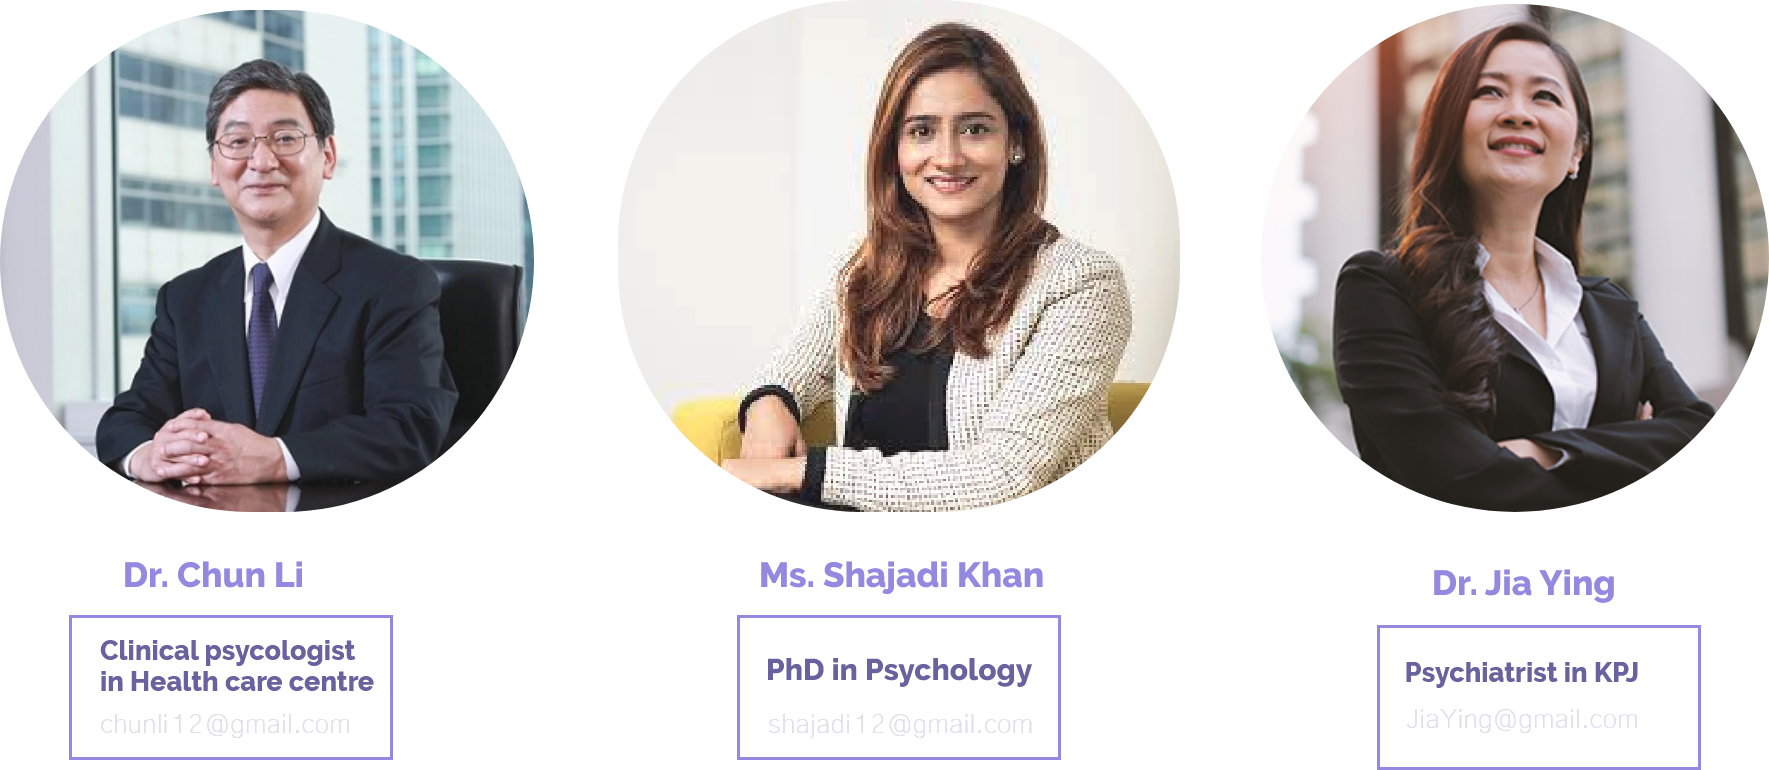 Dr. Chun Li
Clinical psycologist
in Health care centre
chunli12@gmail.com
Ms. Shajadi Khan
PhD in Psychology
shajadi12@gmail.com
Dr. Jia Ying
Psychiatrist in KPJ
JiaYing@gmail.com